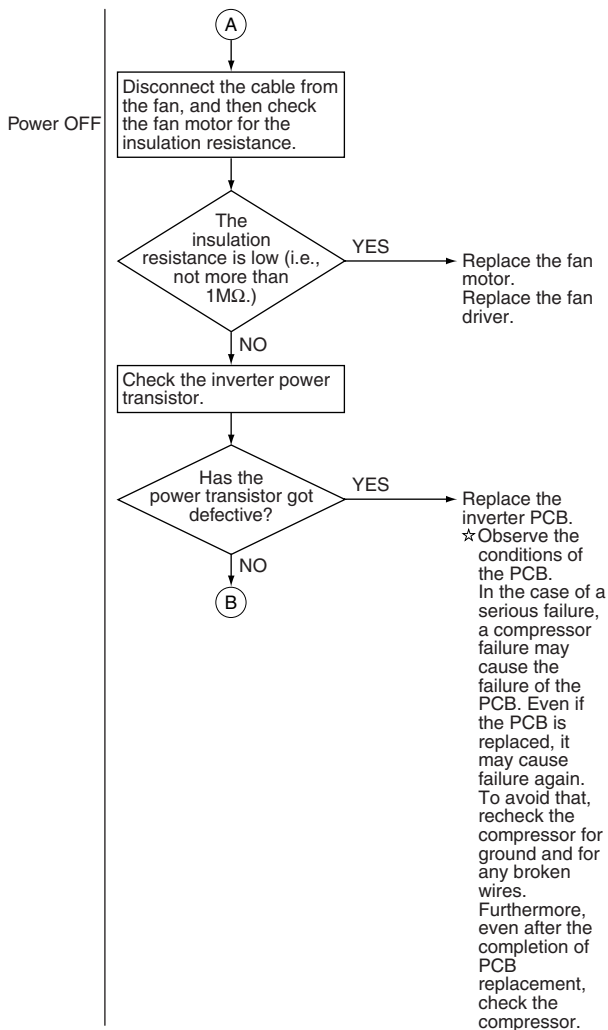 A
Disconnect the cable from
the fan, and then check
the fan motor for the
insulation resistance.
Power OFF
The
insulation
resistance is low (i.e.,
not more than
1MΩ.)
YES
Replace the fan
motor.
Replace the fan
driver.
NO
Check the inverter power
transistor.
Has the
power transistor got
defective?
YES
Replace the
inverter PCB.
☆Observe the
conditions of
the PCB.
In the case of a
serious failure,
a compressor
failure may
cause the
failure of the
PCB. Even if
the PCB is
replaced, it
may cause
failure again.
To avoid that,
recheck the
compressor for
ground and for
any broken
wires.
Furthermore,
even after the
completion of
PCB
replacement,
check the
compressor.
NO
B